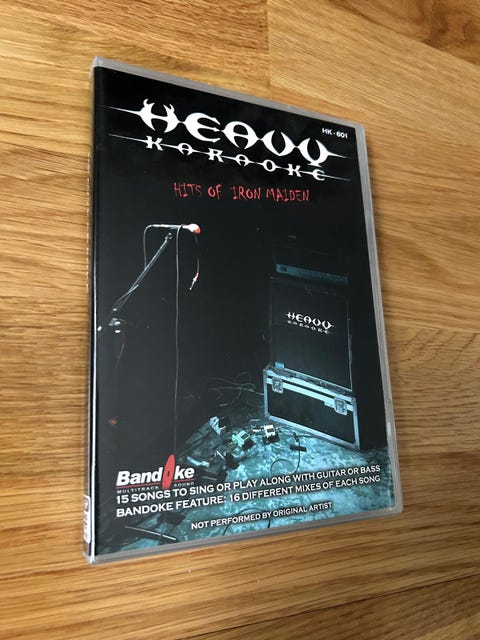 HEAVY
HK - 601
KARAOKE
HITS OF IRON MAIDEN
HEAVY
KARAOKE
Bandoke
MULTITRACK SOUND
15 SONGS TO SING OR PLAY ALONG WITH GUITAR OR BASS
BANDOKE FEATURE: 16 DIFFERENT MIXES OF EACH SONG
NOT PERFORMED BY ORIGINAL ARTIST